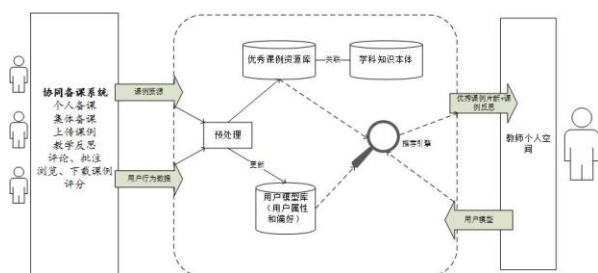 协同备课系统
个人备课
集体备课
上传课例
教学反思
评论、批注
浏览、下载课例
评分
课例资源
用户行为数据
预处理
更新
优秀课例资源库
关联
学科知识本体
用户模型库
（用户属性
和偏好）
推荐引擎
优秀课例片断+课
例反思
用户模型
教师个人空
间